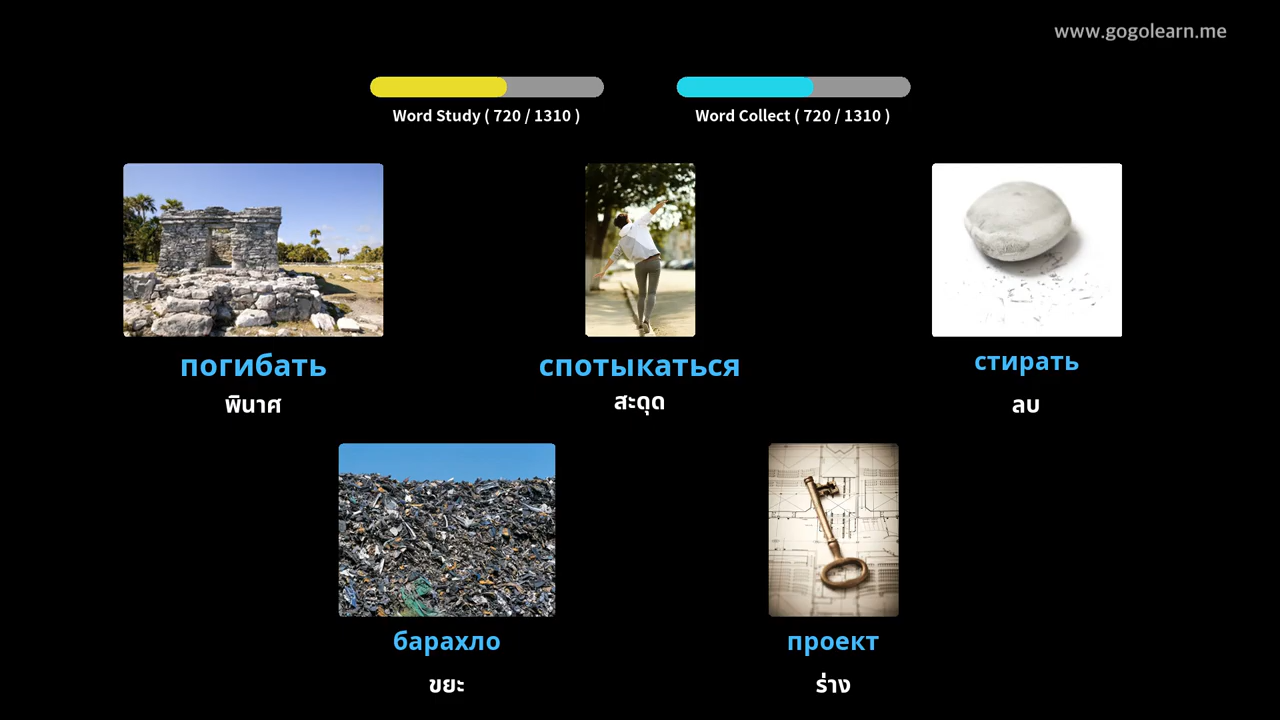 www.gogolearn.me
Word Study ( 720 / 1310 )
Word Collect ( 720 / 1310 )
погибать
спотыкаться
стирать
พินาศ
สะดุด
ลบ
барахло
проект
ขยะ
ร่าง